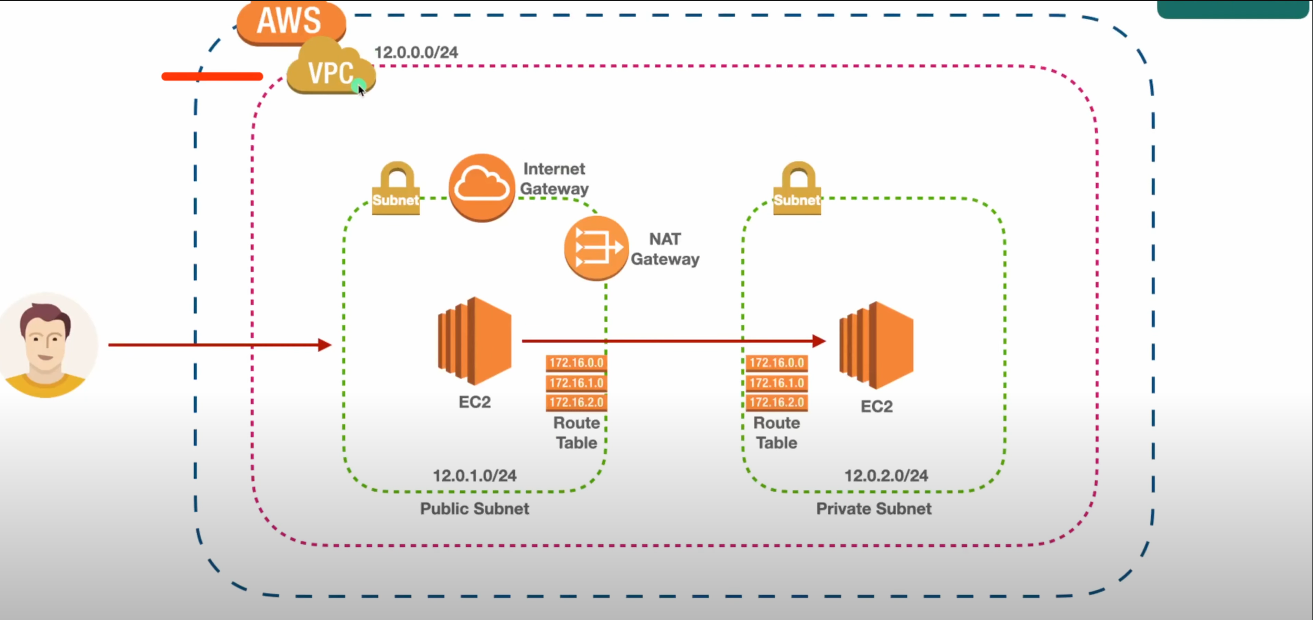 AWS
VPC
12.0.0.0/24
Subnet
Internet
Gateway
NAT
Gateway
Subnet
EC2
172.16.0.0
172.16.1.0
172.16.2.0
Route
Table
12.0.1.0/24
Public Subnet
172.16.0.0
172.16.1.0
172.16.2.0
Route
Table
EC2
12.0.2.0/24
Private Subnet